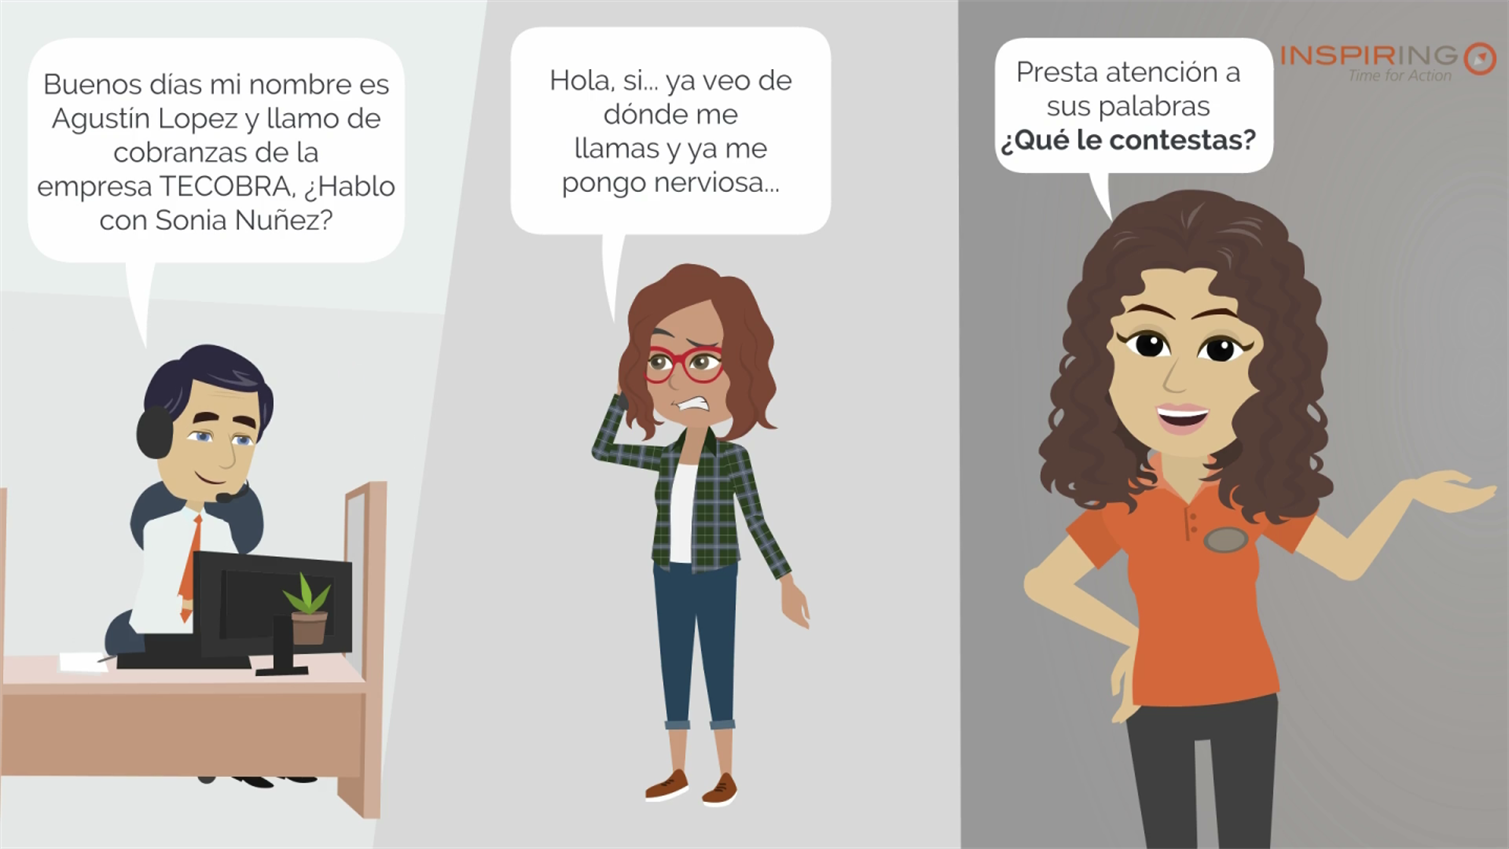 Buenos días mi nombre es
Agustín Lopez y llamo de
cobranzas de la
empresa TECOBRA, ¿Hablo
con Sonia Nuñez?
Hola, si... ya veo de
dónde me
llamas y ya me
pongo nerviosa...
Presta atención a
sus palabras
¿Qué le contestas?
INSPIRING
Time for Action